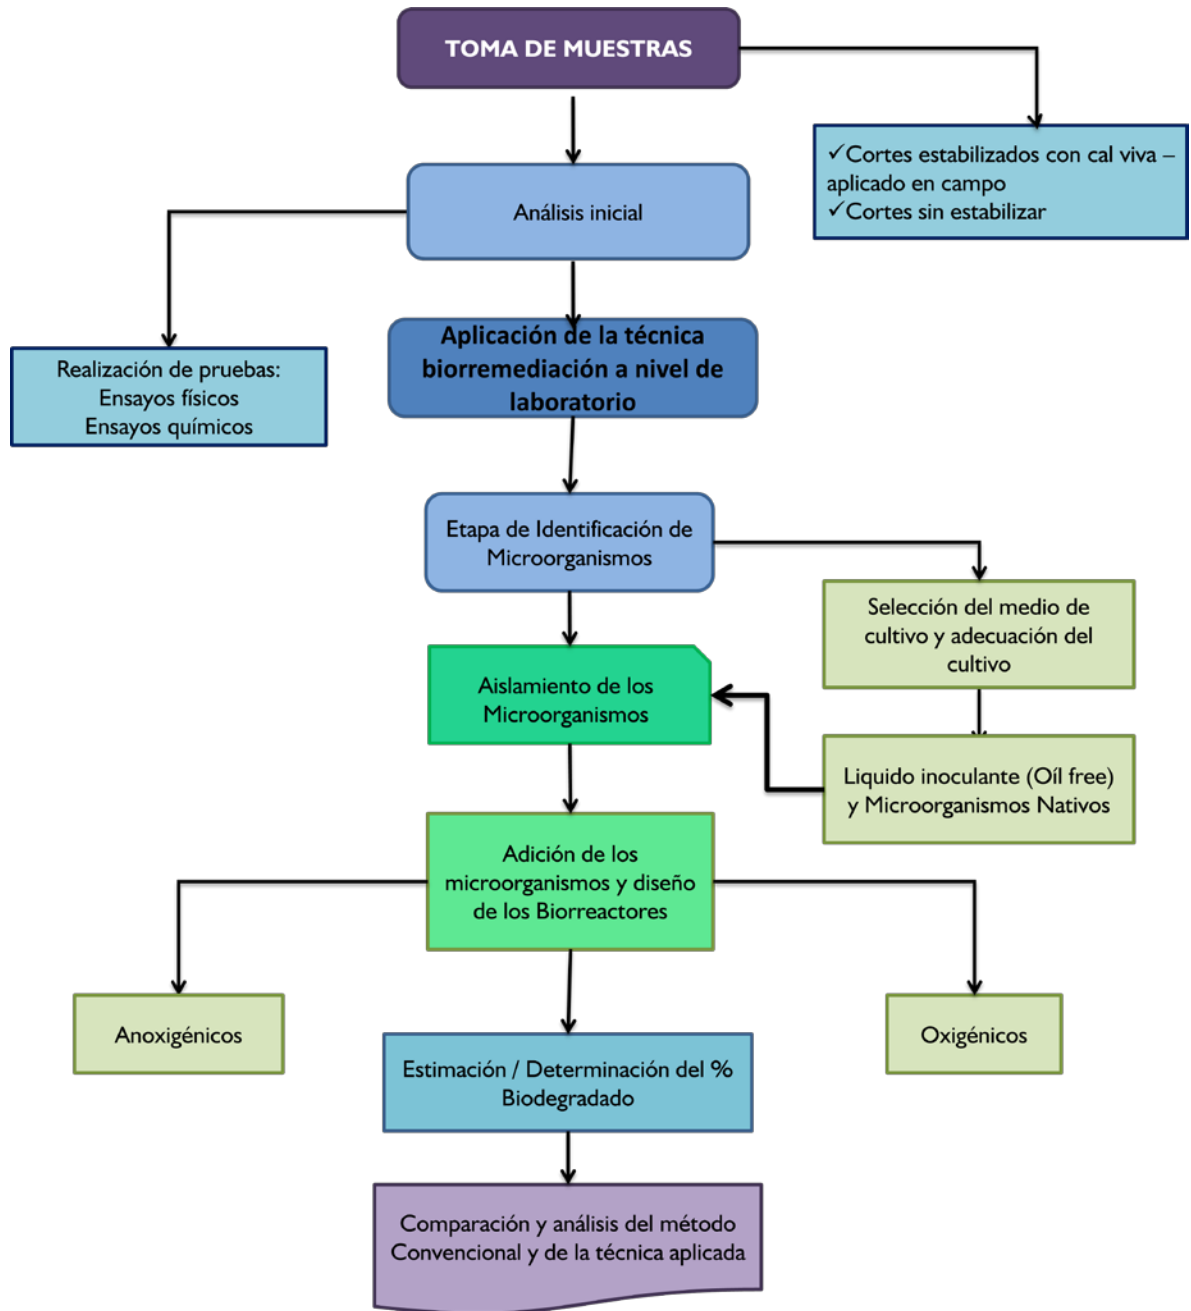 TOMA DE MUESTRAS
✓Cortes estabilizados con cal viva –
aplicado en campo
✓Cortes sin estabilizar
Análisis inicial
Realización de pruebas:
Ensayos físicos
Ensayos químicos
Aplicación de la técnica
biorremediación a nivel de
laboratorio
Etapa de Identificación de
Microorganismos
Selección del medio de
cultivo y adecuación del
cultivo
Aislamiento de los
Microorganismos
Liquido inoculante (Oíl free)
y Microorganismos Nativos
Adición de los
microorganismos y diseño
de los Biorreactores
Anoxigénicos
Oxigénicos
Estimación / Determinación del %
Biodegradado
Comparación y análisis del método
Convencional y de la técnica aplicada